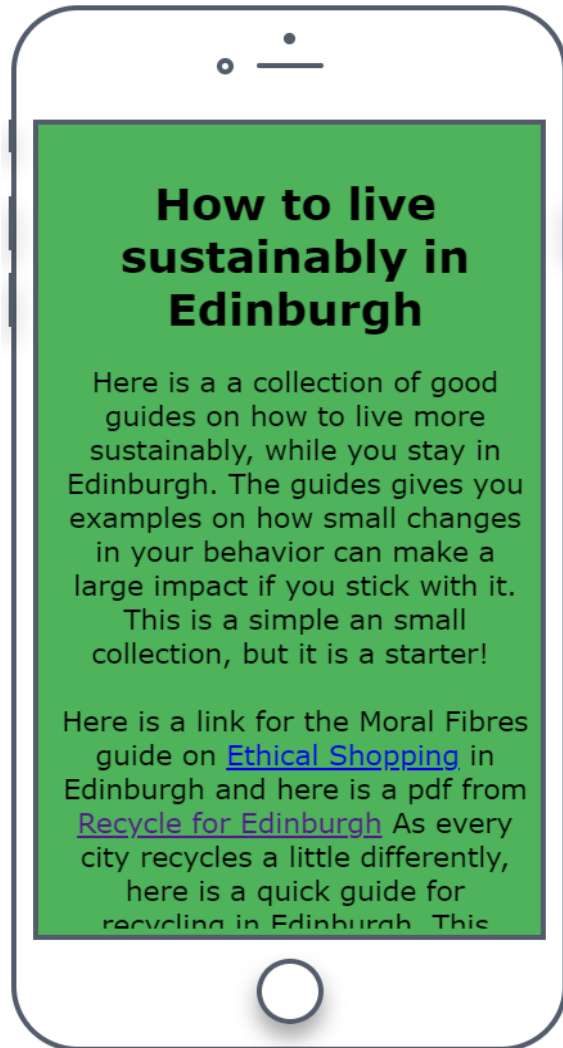 How to live
sustainably in
Edinburgh
Here is a a collection of good
guides on how to live more
sustainably, while you stay in
Edinburgh. The guides gives you
examples on how small changes
in your behavior can make a
large impact if you stick with it.
This is a simple an small
collection, but it is a starter!
Here is a link for the Moral Fibres
guide on Ethical Shopping in
Edinburgh and here is a pdf from
Recycle for Edinburgh As every
city recycles a little differently,
here is a quick guide for
recycling in Edinburgh. This